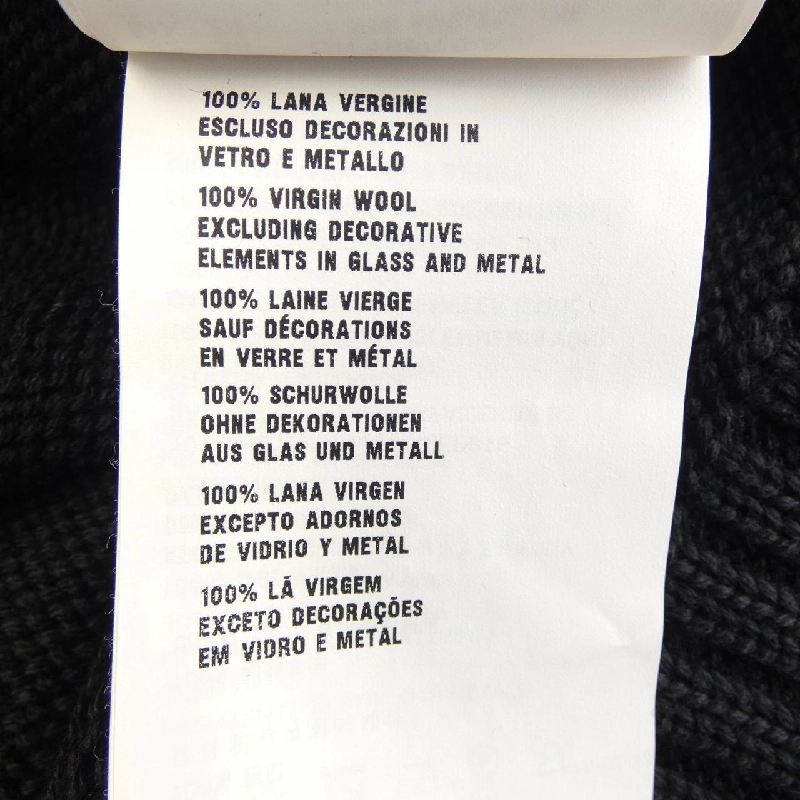 100% LANA VERGINE
ESCLUSO DECORAZIONI IN
VETRO E METALLO
100% VIRGIN WOOL
EXCLUDING DECORATIVE
ELEMENTS IN GLASS AND METAL
100% LAINE VIERGE
SAUF DÉCORATIONS
EN VERRE ET MÉTAL
100% SCHURWOLLE
OHNE DEKORATIONEN
AUS GLAS UND METALL
100% LANA VIRGEN
EXCEPTO ADORNOS
DE VIDRIO Y METAL
100% LÃ VIRGEM
EXCETO DECORAÇÕES
EM VIDRO E METAL